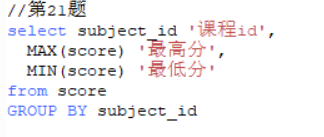 //第21题
select subject_id '课程id',
MAX(score) '最高分',
MIN(score) '最低分'
from score
GROUP BY subject_id